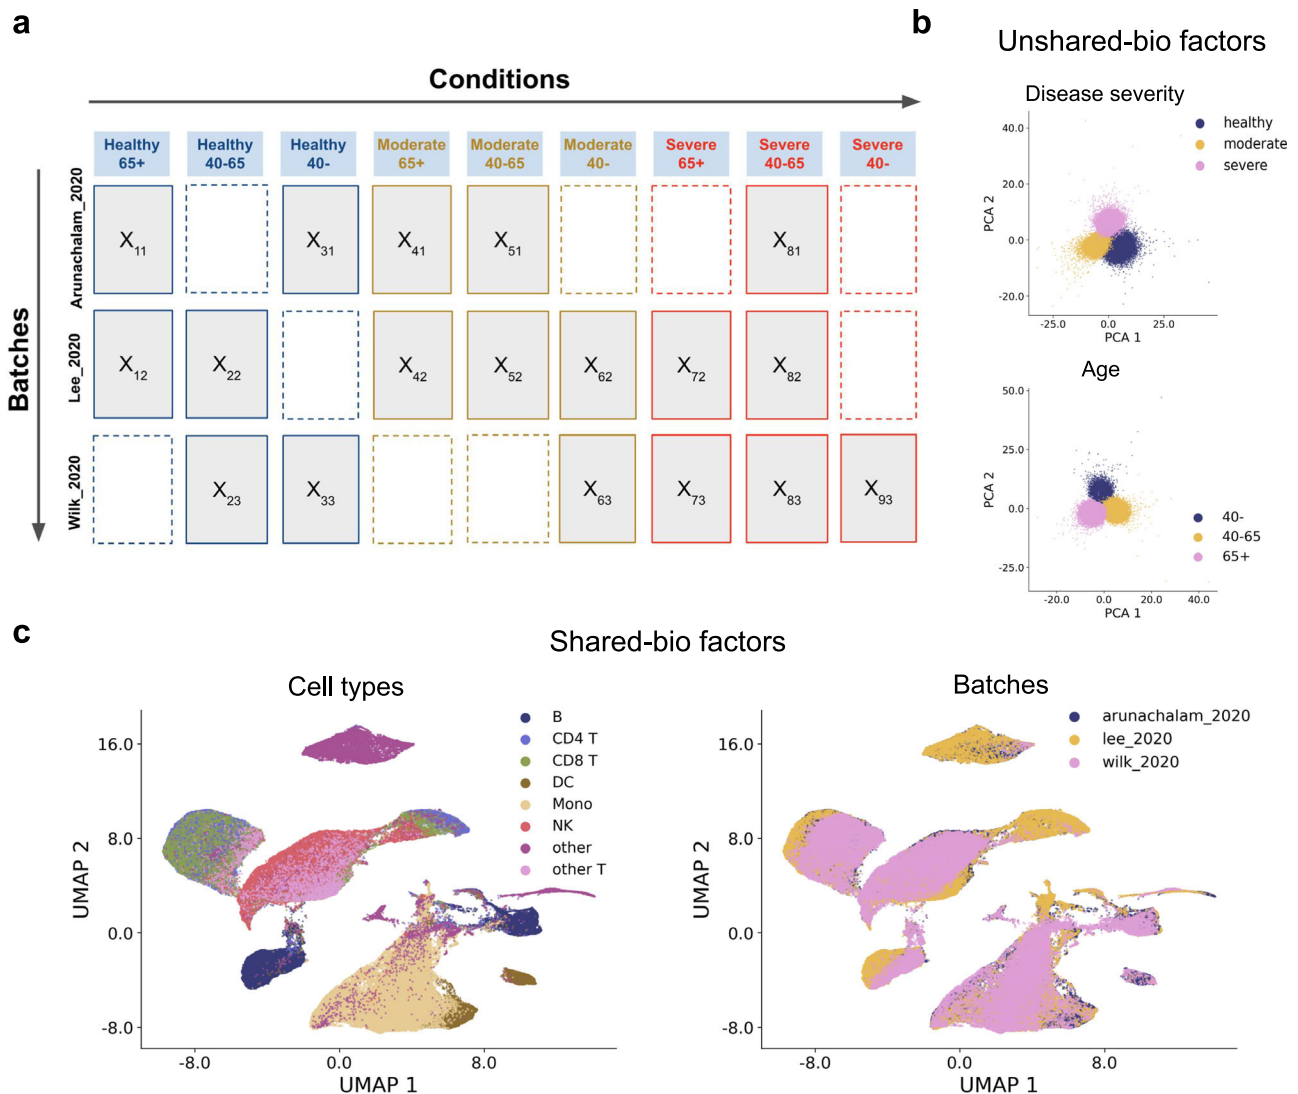 a
Conditions
Healthy 65+
Healthy 40-65
Healthy 40-
Moderate 65+
Moderate 40-65
Moderate 40-
Severe 65+
Severe 40-65
Severe 40-
Batches
Arunachalam_2020
X11
X31
X41
X51
X81
Lee_2020
X12
X22
X42
X52
X62
X72
X82
Wilk_2020
X23
X33
X63
X73
X83
X93
b
Unshared-bio factors
Disease severity
healthy
moderate
severe
40.0
20.0
0.0
-20.0
PCA 2
-25.0 0.0 25.0
PCA 1
Age
50.0
25.0
0.0
-25.0
PCA 2
40-
40-65
65+
-20.0 0.0 20.0 40.0
PCA 1
c
Shared-bio factors
Cell types
B
CD4 T
CD8 T
DC
Mono
NK
other
other T
16.0
8.0
0.0
-8.0
UMAP 2
-8.0 0.0 8.0
UMAP 1
Batches
arunachalam_2020
lee_2020
wilk_2020
16.0
8.0
0.0
-8.0
UMAP 2
-8.0 0.0 8.0
UMAP 1